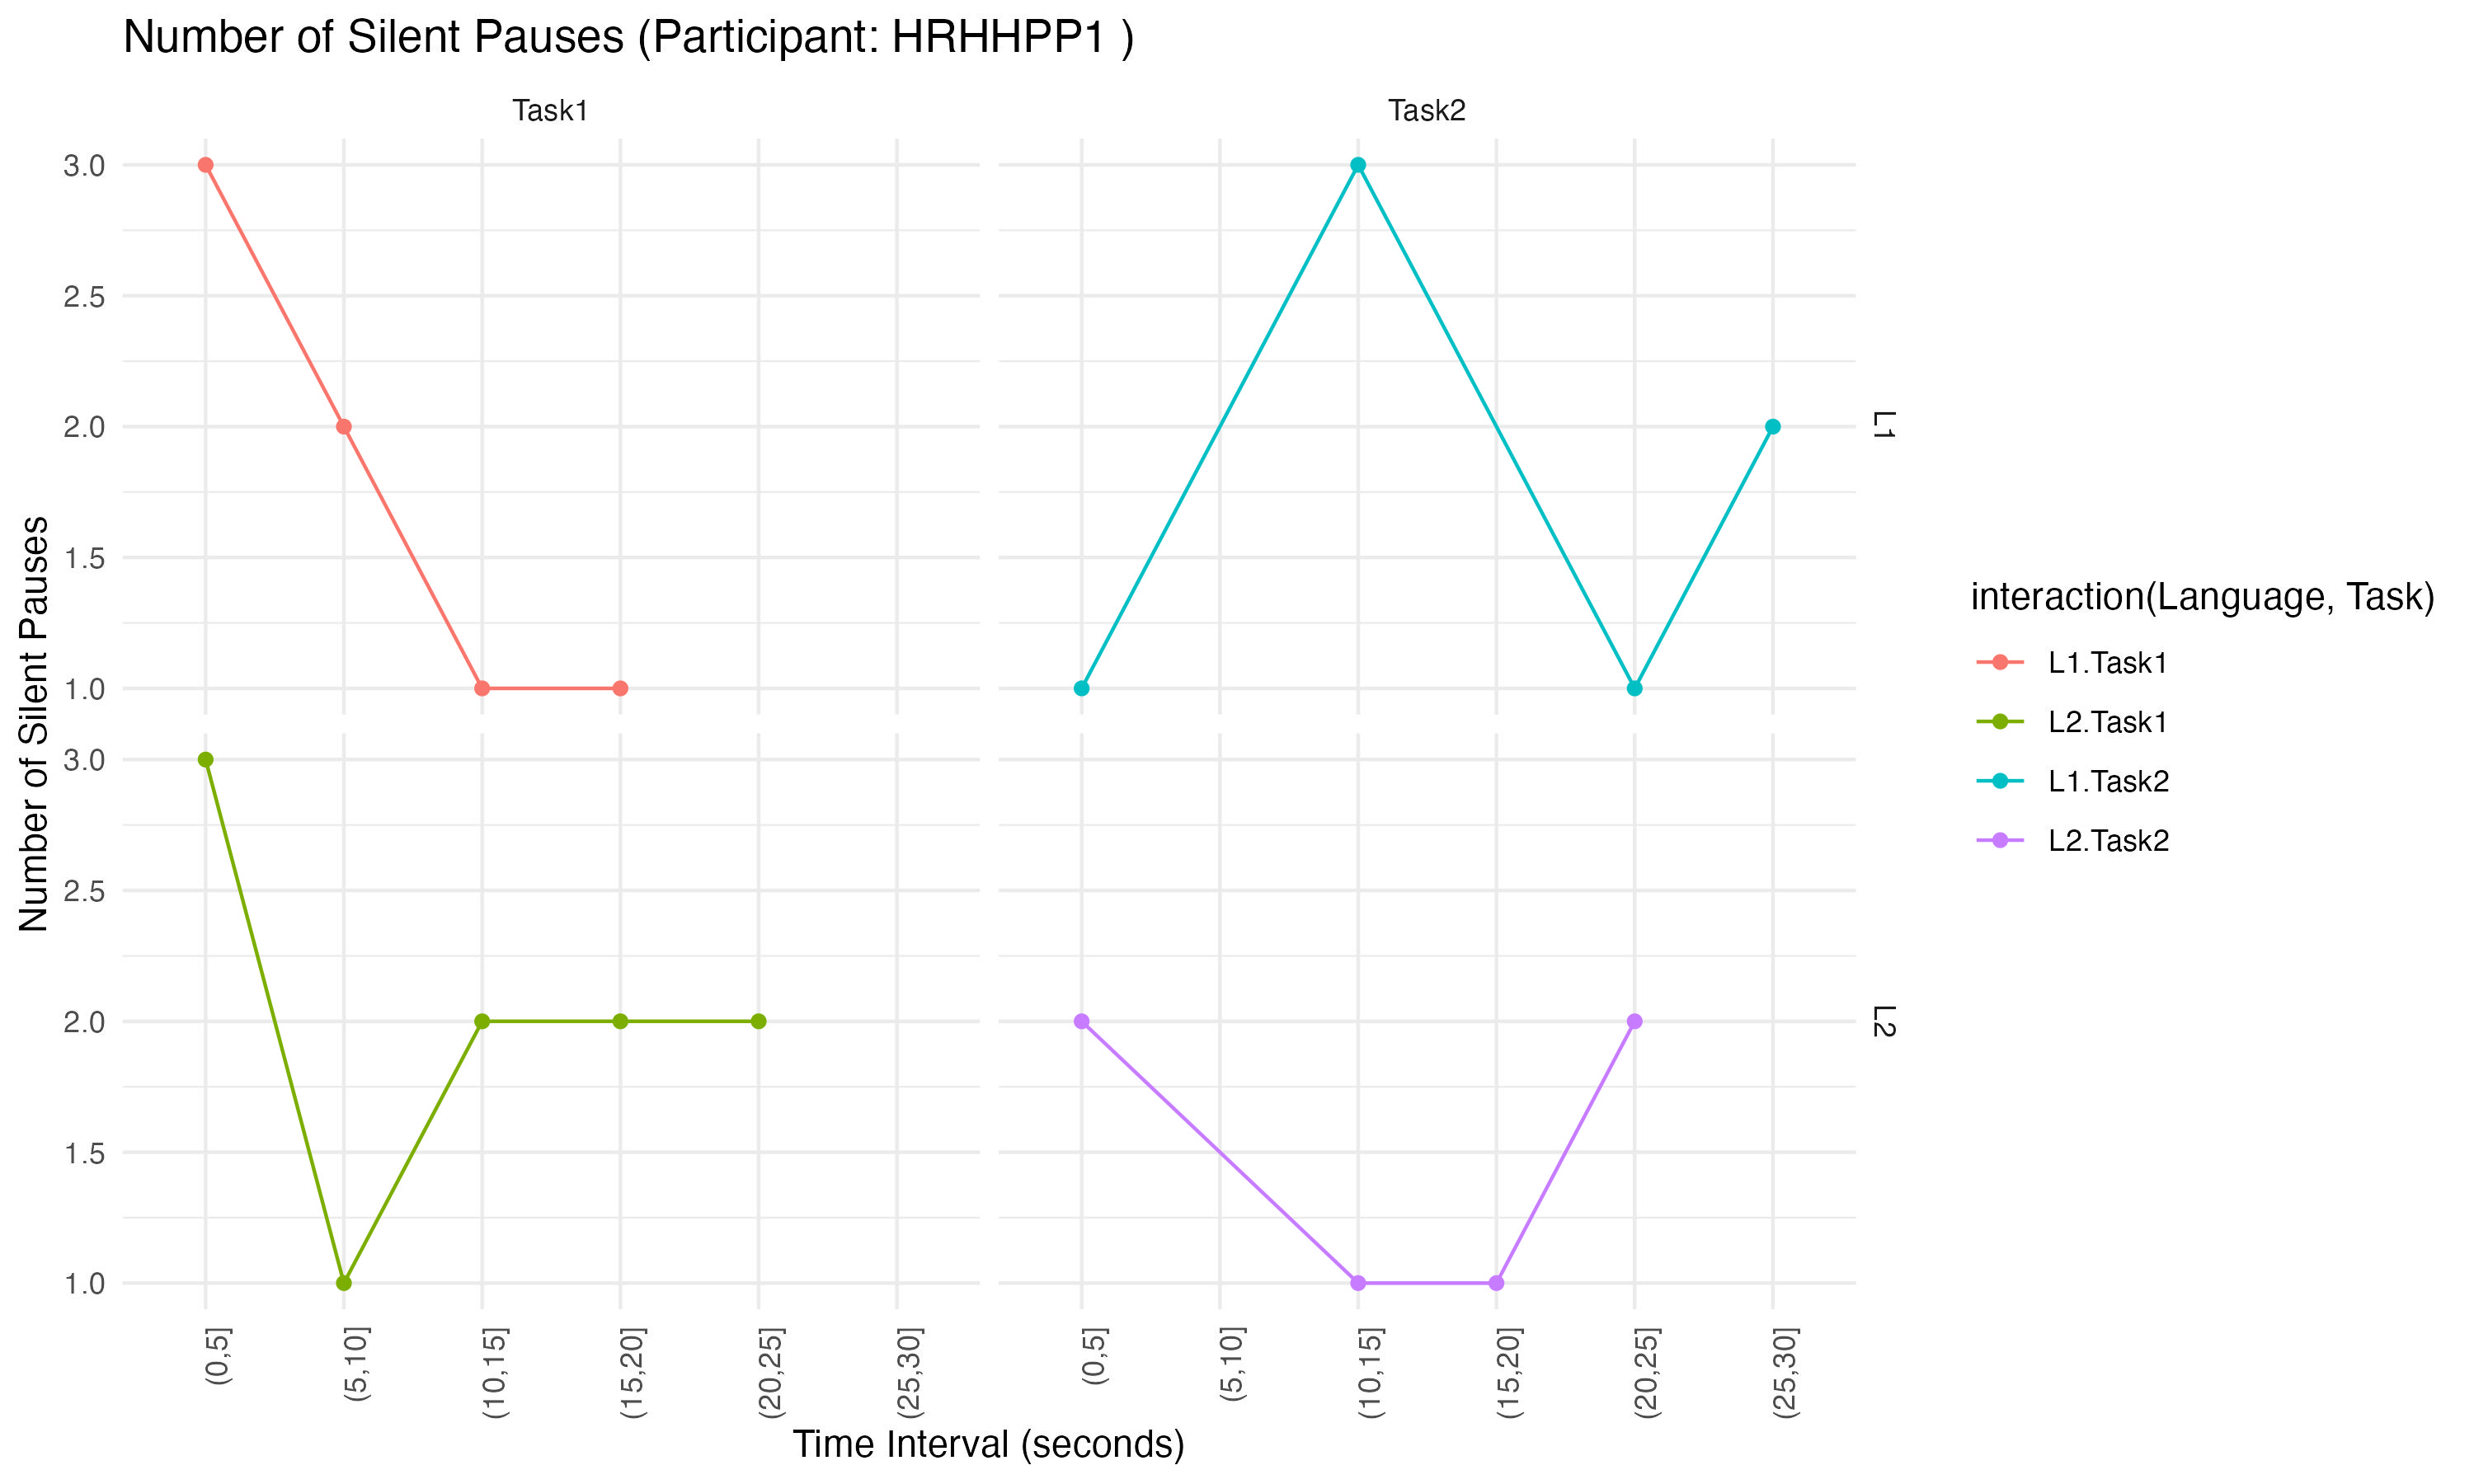 Number of Silent Pauses (Participant: HRHHPP1 )
Task1
Task2
3.0
2.5
2.0
1.5
1.0
L1
3.0
2.5
2.0
1.5
1.0
L2
Number of Silent Pauses
(0,5]
(5,10]
(10,15]
(15,20]
(20,25]
(25,30]
(0,5]
(5,10]
(10,15]
(15,20]
(20,25]
(25,30]
Time Interval (seconds)
interaction(Language, Task)
L1.Task1
L2.Task1
L1.Task2
L2.Task2